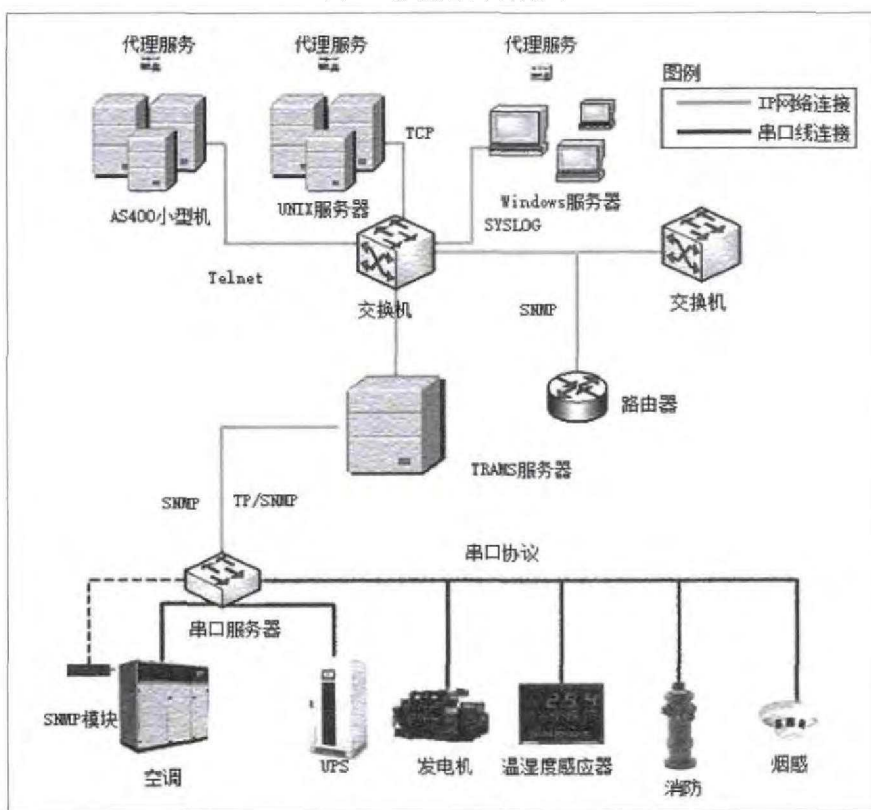 代理服务
代理服务
代理服务
图例
IP网络连接
串口线连接
TCP
AS400小型机
UNIX服务器
Windows服务器
SYSLOG
Telnet
交换机
SNMP
交换机
路由器
TRAMS服务器
SNMP
TP/SNMP
串口协议
串口服务器
SNMP模块
空调
UPS
发电机
温湿度感应器
消防
烟感